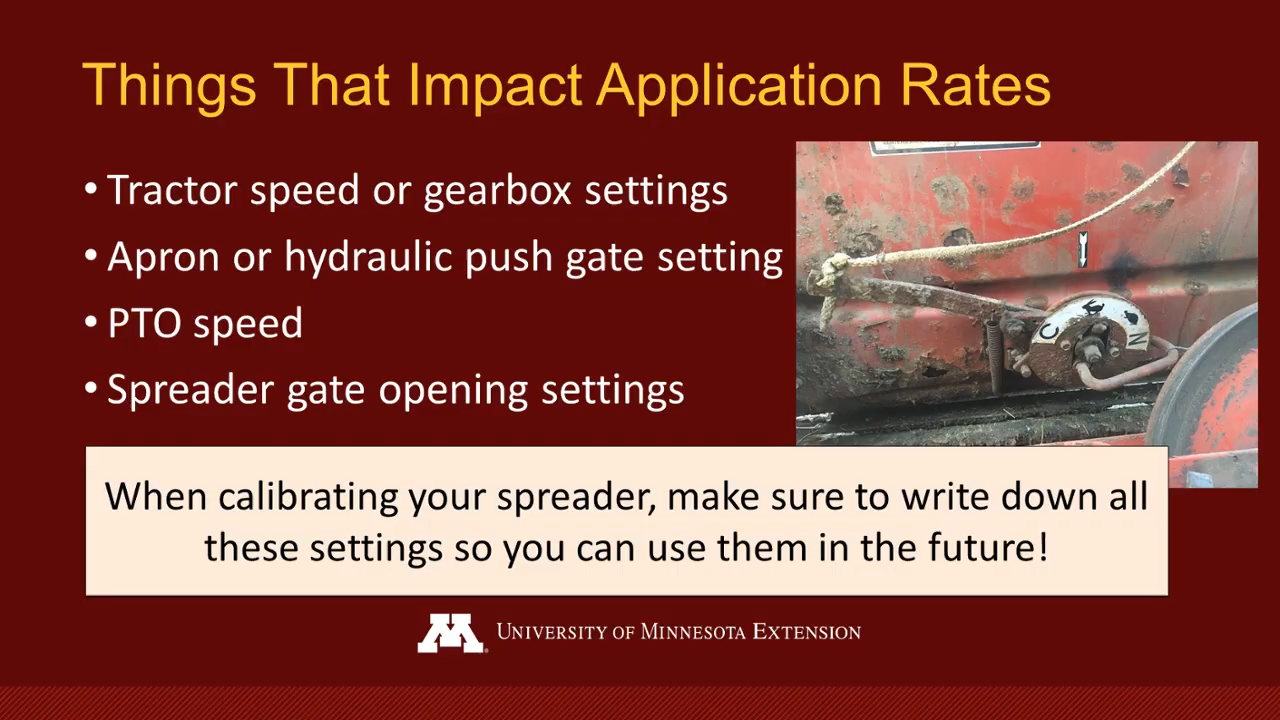 Things That Impact Application Rates
• Tractor speed or gearbox settings
• Apron or hydraulic push gate setting
• PTO speed
• Spreader gate opening settings
C
N
When calibrating your spreader, make sure to write down all
these settings so you can use them in the future!
M UNIVERSITY OF MINNESOTA EXTENSION